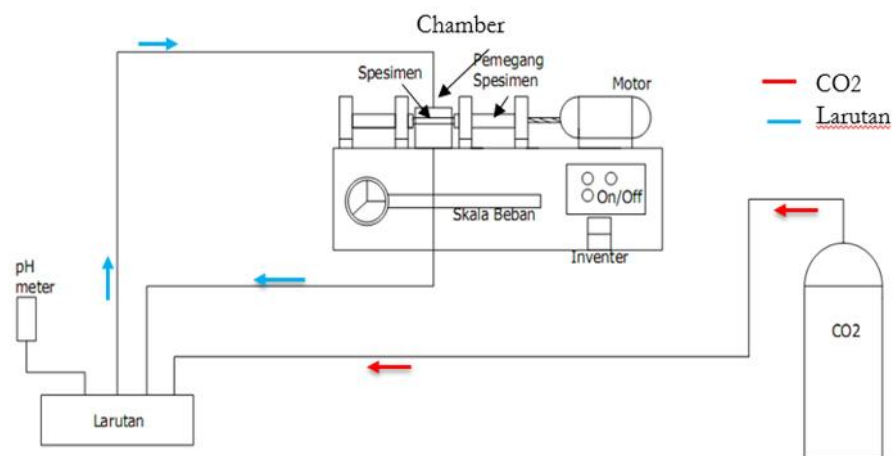 Chamber
Spesimen
Pemegang
Spesimen
Motor
CO2
Larutan
On/Off
Skala Beban
Inventer
pH
meter
CO2
Larutan